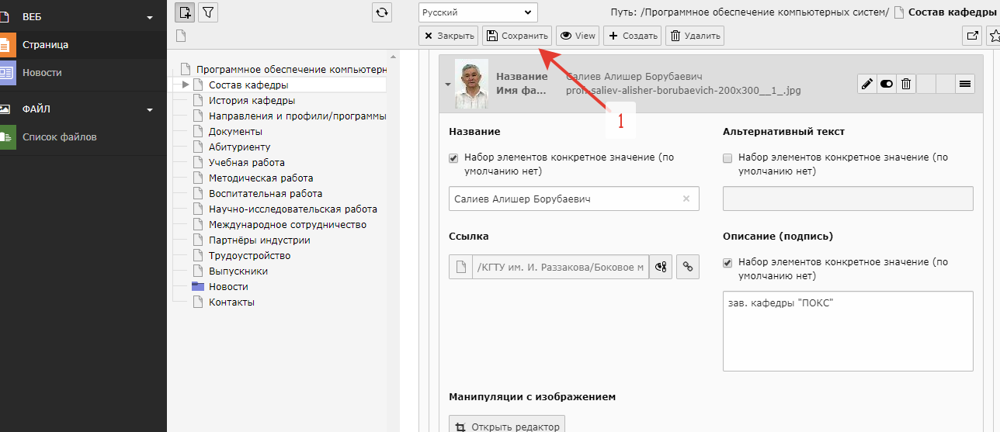 ВЕБ
Страница
Новости
ФАЙЛ
Список файлов
Программное обеспечение компьютерн
Состав кафедры
История кафедры
Направления и профили/программы
Документы
Абитуриенту
Учебная работа
Методическая работа
Воспитательная работа
Научно-исследовательская работа
Международное сотрудничество
Партнёры индустрии
Трудоустройство
Выпускники
Новости
Контакты
Русский
Путь: /Программное обеспечение компьютерных систем/ Состав кафедры
Закрыть Сохранить View Создать Удалить
Название Салиев Алишер Борубаевич
Имя фа... prof-saliev-alisher-borubaevich-200x300__1_.jpg
1
Название
Набор элементов конкретное значение (по
умолчанию нет)
Салиев Алишер Борубаевич
Альтернативный текст
Набор элементов конкретное значение (по
умолчанию нет)
Ссылка
/КГТУ им. И. Раззакова/Боковое м
Описание (подпись)
Набор элементов конкретное значение (по
умолчанию нет)
зав. кафедры "ПОКС"
Манипуляции с изображением
Открыть редактор